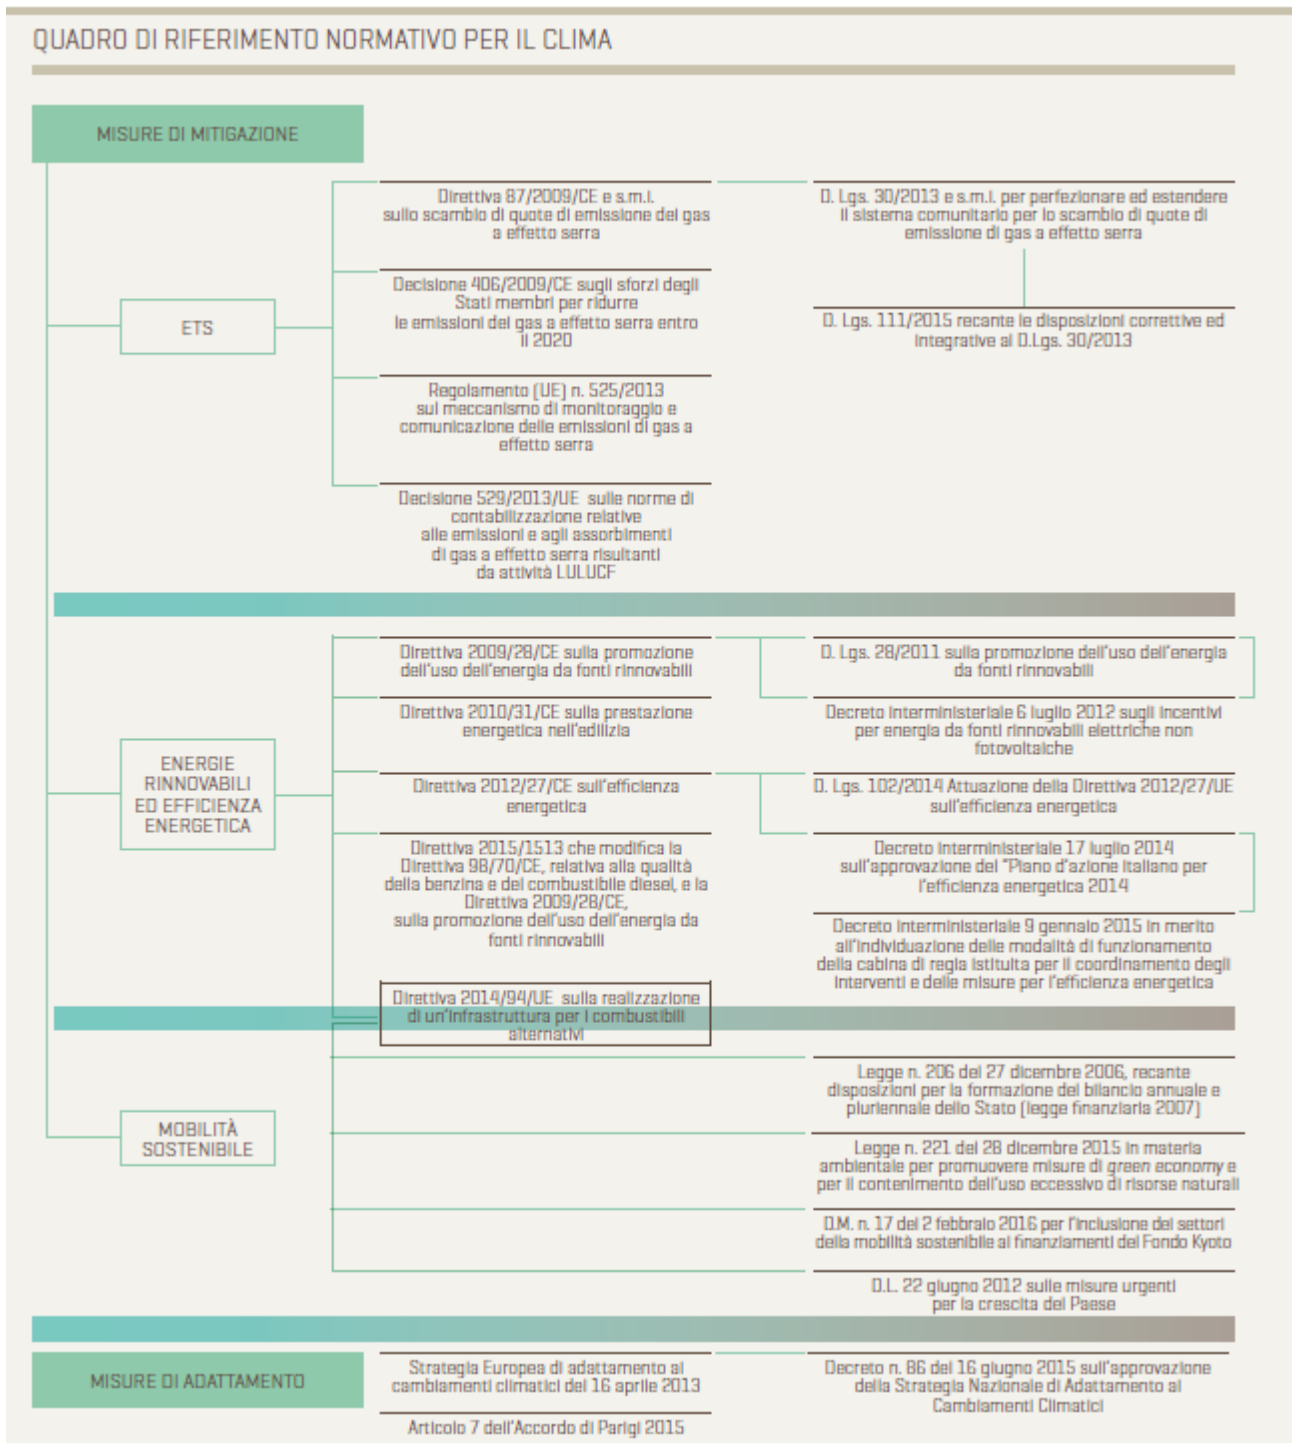 QUADRO DI RIFERIMENTO NORMATIVO PER IL CLIMA
MISURE DI MITIGAZIONE
ETS
Direttiva 87/2009/CE e s.m.i.
sullo scambio di quote di emissione dei gas
a effetto serra
D. Lgs. 30/2013 e s.m.i. per perfezionare ed estendere
il sistema comunitario per lo scambio di quote di
emissione di gas a effetto serra
Decisione 406/2009/CE sugli sforzi degli
Stati membri per ridurre
le emissioni dei gas a effetto serra entro
il 2020
D. Lgs. 111/2015 recante le disposizioni correttive ed
integrative al D.Lgs. 30/2013
Regolamento (UE) n. 525/2013
sul meccanismo di monitoraggio e
comunicazione delle emissioni di gas a
effetto serra
Decisione 529/2013/UE sulle norme di
contabilizzazione relative
alle emissioni e agli assorbimenti
di gas a effetto serra risultanti
da attività LULUCF
ENERGIE
RINNOVABILI
ED EFFICIENZA
ENERGETICA
Direttiva 2009/28/CE sulla promozione
dell'uso dell'energia da fonti rinnovabili
D. Lgs. 28/2011 sulla promozione dell'uso dell'energia
da fonti rinnovabili
Direttiva 2010/31/CE sulla prestazione
energetica nell'edilizia
Decreto interministeriale 6 luglio 2012 sugli incentivi
per energia da fonti rinnovabili elettriche non
fotovoltaiche
Direttiva 2012/27/CE sull'efficienza
energetica
D. Lgs. 102/2014 Attuazione della Direttiva 2012/27/UE
sull'efficienza energetica
Direttiva 2015/1513 che modifica la
Direttiva 98/70/CE, relativa alla qualità
della benzina e del combustibile diesel, e la
Direttiva 2009/28/CE,
sulla promozione dell'uso dell'energia da
fonti rinnovabili
Decreto interministeriale 17 luglio 2014
sull'approvazione del "Piano d'azione italiano per
l'efficienza energetica 2014
Decreto interministeriale 9 gennaio 2015 in merito
all'individuazione delle modalità di funzionamento
della cabina di regia istituita per il coordinamento degli
interventi e delle misure per l'efficienza energetica
Direttiva 2014/94/UE sulla realizzazione
di un'infrastruttura per i combustibili
alternativi
MOBILITÀ
SOSTENIBILE
Legge n. 206 del 27 dicembre 2006, recante
disposizioni per la formazione del bilancio annuale e
pluriennale dello Stato (legge finanziaria 2007)
Legge n. 221 del 28 dicembre 2015 in materia
ambientale per promuovere misure di green economy e
per il contenimento dell'uso eccessivo di risorse naturali
D.M. n. 17 del 2 febbraio 2016 per l'inclusione dei settori
della mobilità sostenibile ai finanziamenti del Fondo Kyoto
D.L. 22 giugno 2012 sulle misure urgenti
per la crescita del Paese
MISURE DI ADATTAMENTO
Strategia Europea di adattamento ai
cambiamenti climatici del 16 aprile 2013
Decreto n. 86 del 16 giugno 2015 sull'approvazione
della Strategia Nazionale di Adattamento ai
Cambiamenti Climatici
Articolo 7 dell'Accordo di Parigi 2015